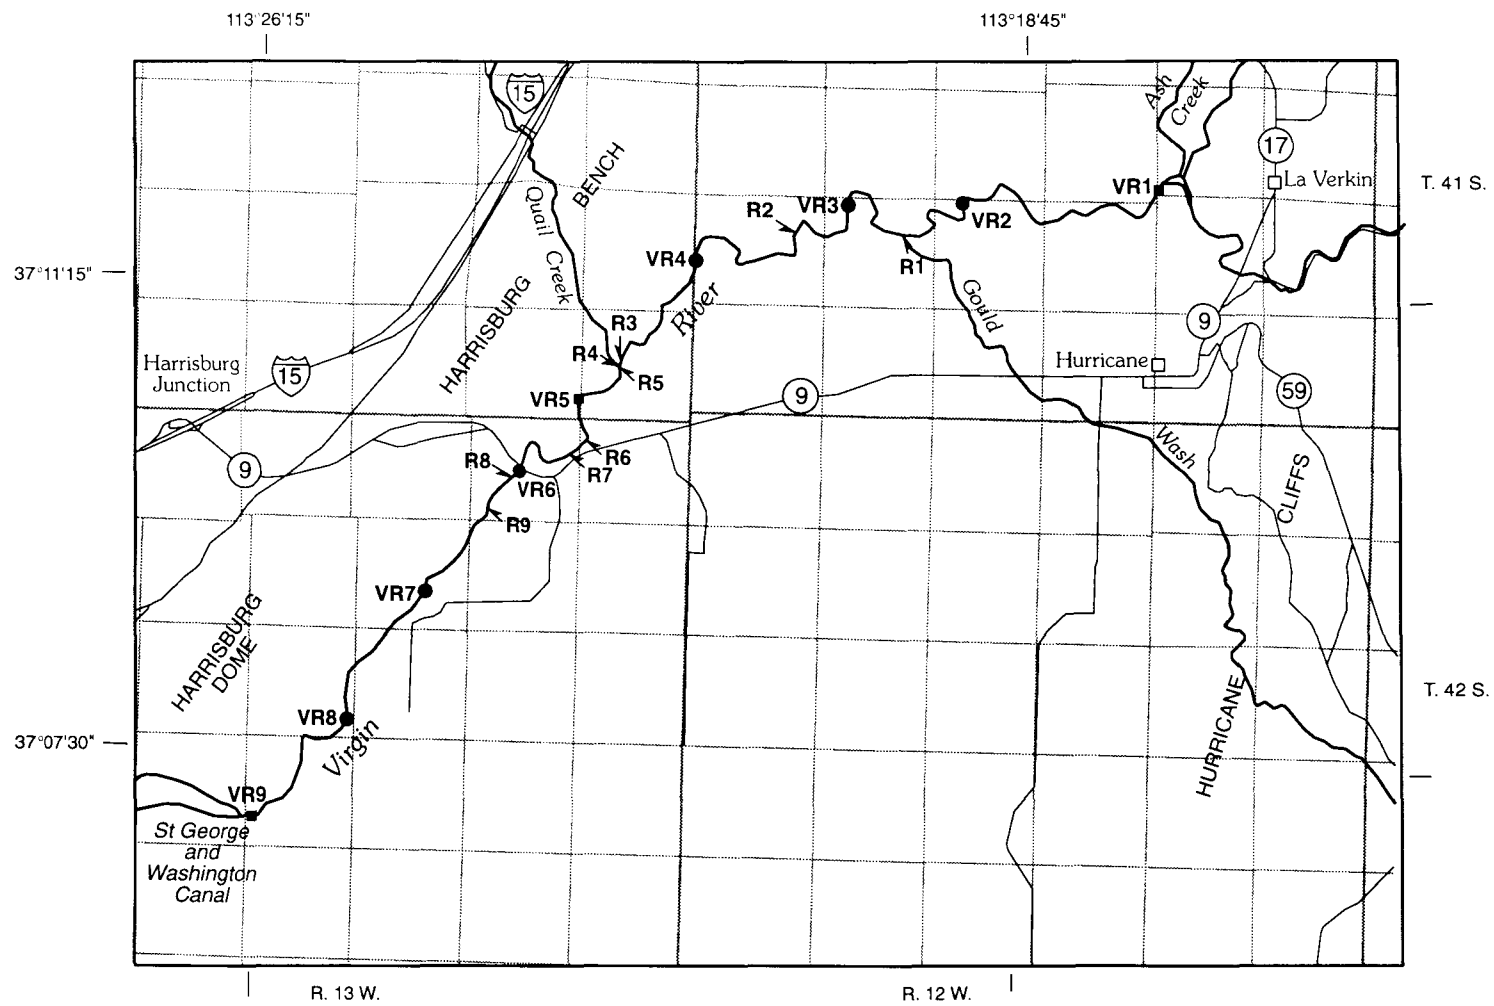 113°26'15"
113°18'45"
15
Ash
Creek
17
BENCH
La Verkin
T. 41 S.
VR1
Quail
Creek
R2
VR3
VR2
VR4
R1
37°11'15"
Gould
River
HARRISBURG
R3
9
R4
Hurricane
Harrisburg
Junction
15
R5
59
VR5
9
Wash
R6
9
R8
R7
VR6
CLIFFS
R9
VR7
HARRISBURG
DOME
T. 42 S.
VR8
Virgin
HURRICANE
37°07'30"
VR9
St George
and
Washington
Canal
R. 13 W.
R. 12 W.